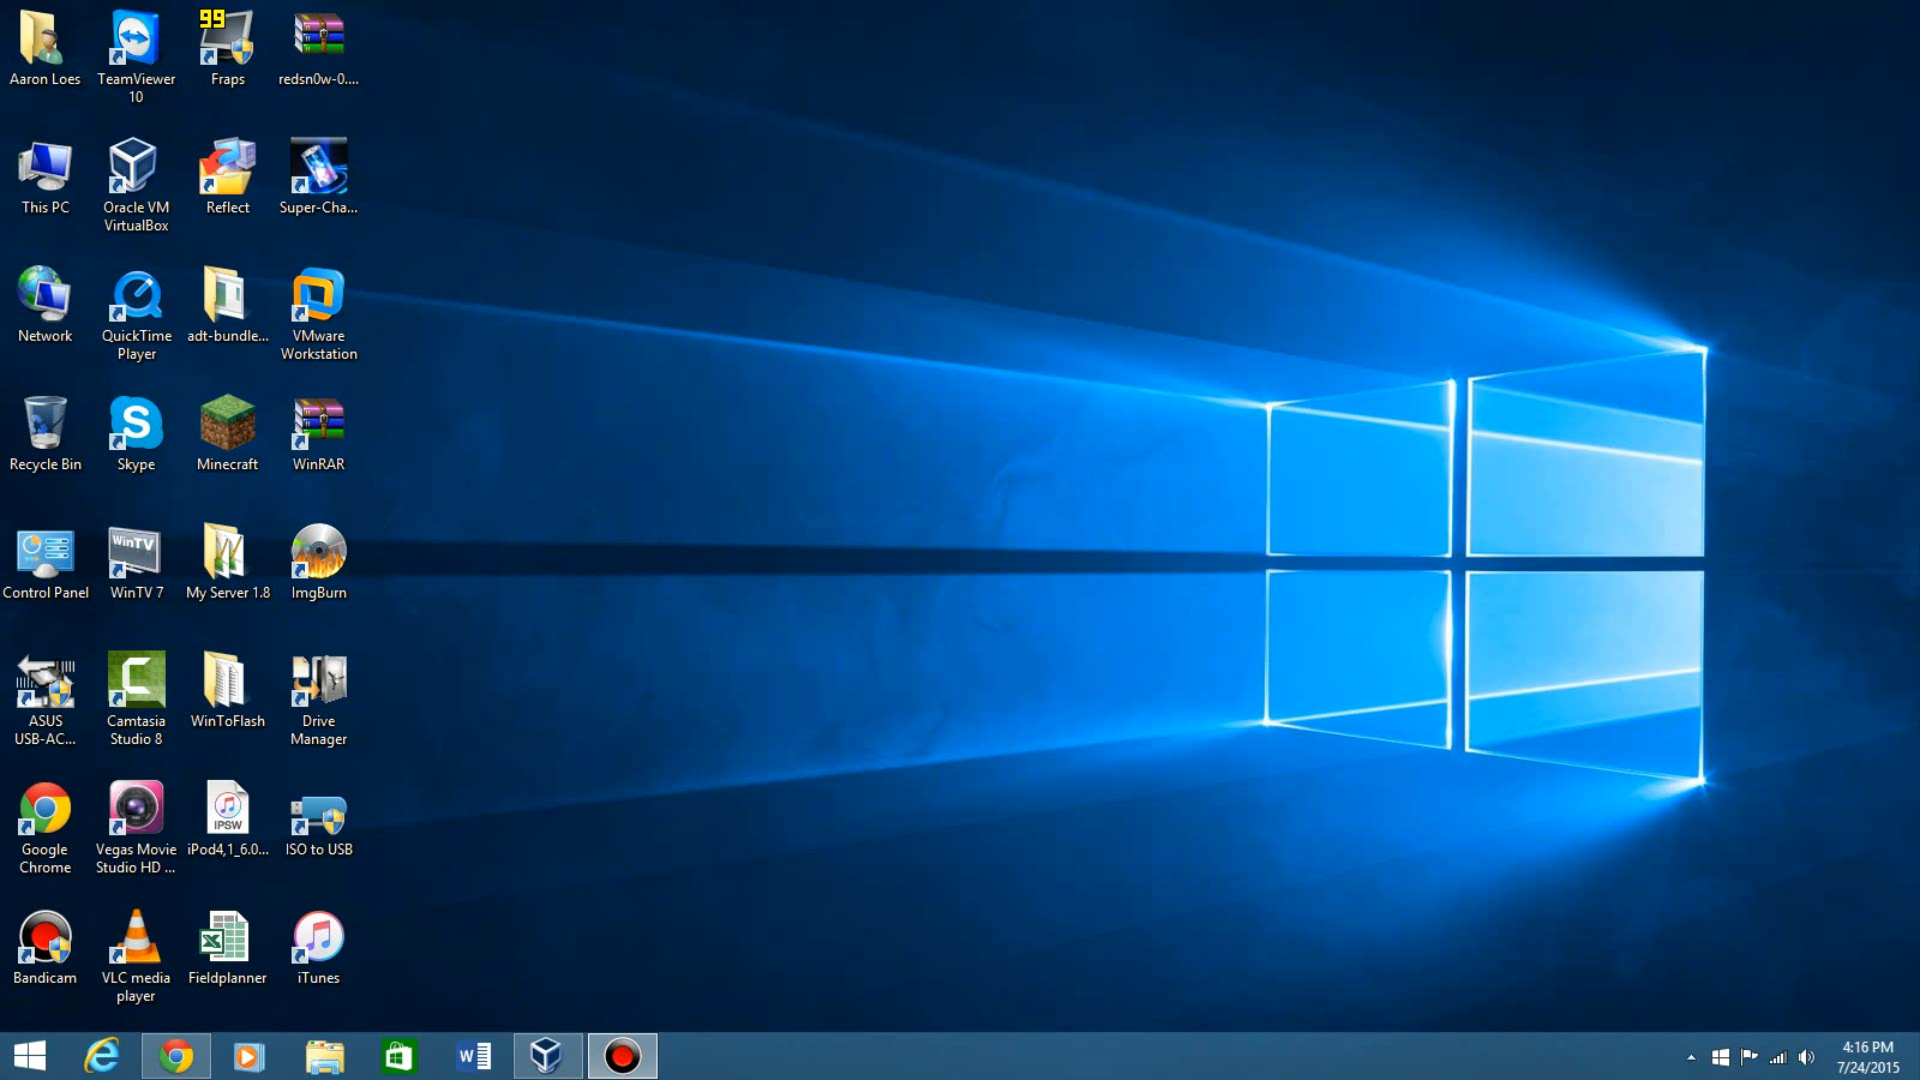 99
Aaron Loes
TeamViewer
10
Fraps
redsn0w-0....
This PC
Oracle VM
VirtualBox
Reflect
Super-Cha...
Network
QuickTime
Player
adt-bundle...
VMware
Workstation
Recycle Bin
S
Skype
Minecraft
WinRAR
Control Panel
WinTV
WinTV 7
My Server 1.8
ImgBurn
ASUS
USB-AC...
C
Camtasia
Studio 8
WinToFlash
Drive
Manager
Google
Chrome
Vegas Movie
Studio HD ...
IPSW
iPod4,1_6.0...
ISO to USB
Bandicam
VLC media
player
X
Fieldplanner
iTunes
W
4:16 PM
7/24/2015